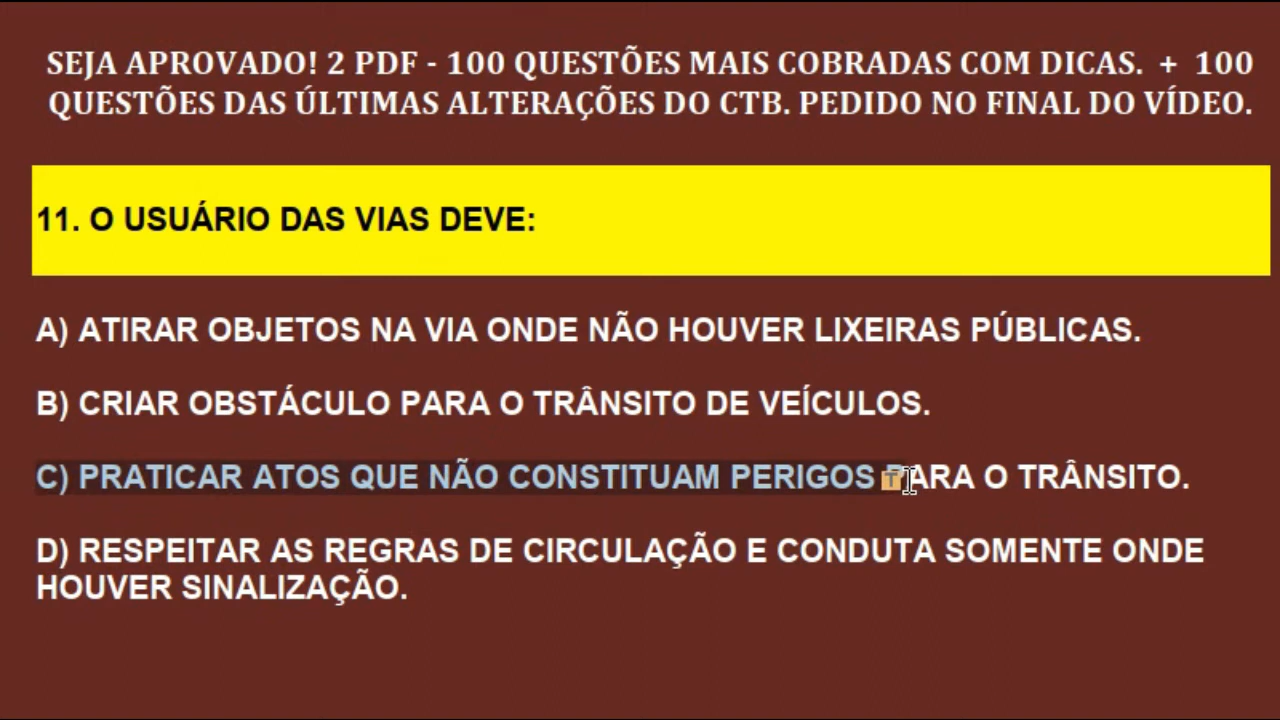 SEJA APROVADO! 2 PDF - 100 QUESTÕES MAIS COBRADAS COM DICAS. + 100
QUESTÕES DAS ÚLTIMAS ALTERAÇÕES DO CTB. PEDIDO NO FINAL DO VÍDEO.
11. O USUÁRIO DAS VIAS DEVE:
A) ATIRAR OBJETOS NA VIA ONDE NÃO HOUVER LIXEIRAS PÚBLICAS.
B) CRIAR OBSTÁCULO PARA O TRÂNSITO DE VEÍCULOS.
C) PRATICAR ATOS QUE NÃO CONSTITUAM PERIGOS PARA O TRÂNSITO.
D) RESPEITAR AS REGRAS DE CIRCULAÇÃO E CONDUTA SOMENTE ONDE
HOUVER SINALIZAÇÃO.